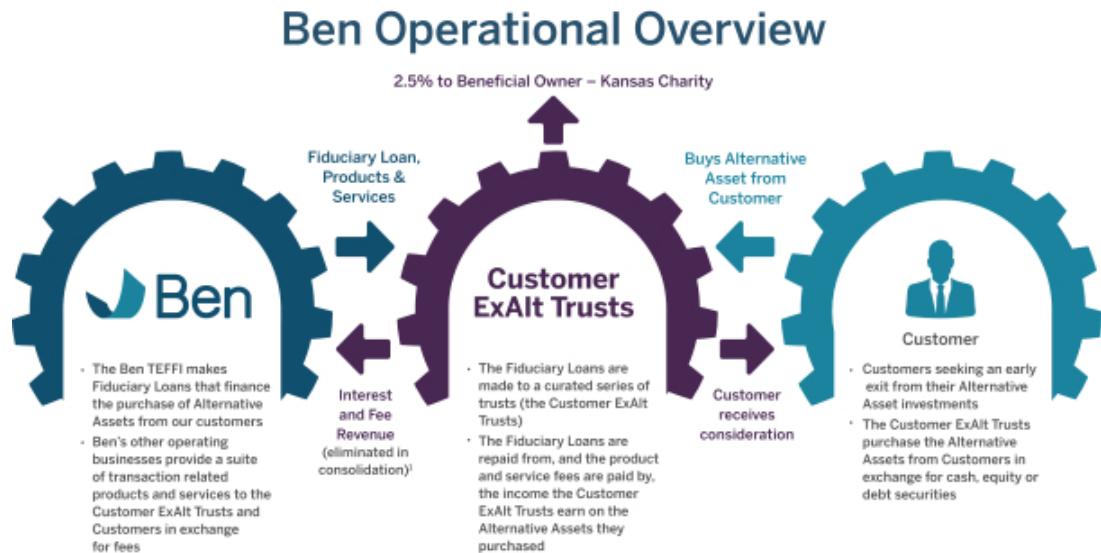 Ben Operational Overview
2.5% to Beneficial Owner – Kansas Charity
Fiduciary Loan,
Products &
Services
Buys Alternative
Asset from
Customer
Ben
· The Ben TEFFI makes
Fiduciary Loans that finance
the purchase of Alternative
Assets from our customers
· Ben's other operating
businesses provide a suite
of transaction related
products and services to the
Customer ExAlt Trusts and
Customers in exchange
for fees
Interest
and Fee
Revenue
(eliminated in
consolidation)¹
Customer
ExAlt Trusts
· The Fiduciary Loans are
made to a curated series of
trusts (the Customer ExAlt
Trusts)
· The Fiduciary Loans are
repaid from, and the product
and service fees are paid by,
the income the Customer
ExAlt Trusts earn on the
Alternative Assets they
purchased
Customer
receives
consideration
Customer
· Customers seeking an early
exit from their Alternative
Asset investments
· The Customer ExAlt Trusts
purchase the Alternative
Assets from Customers in
exchange for cash, equity or
debt securities